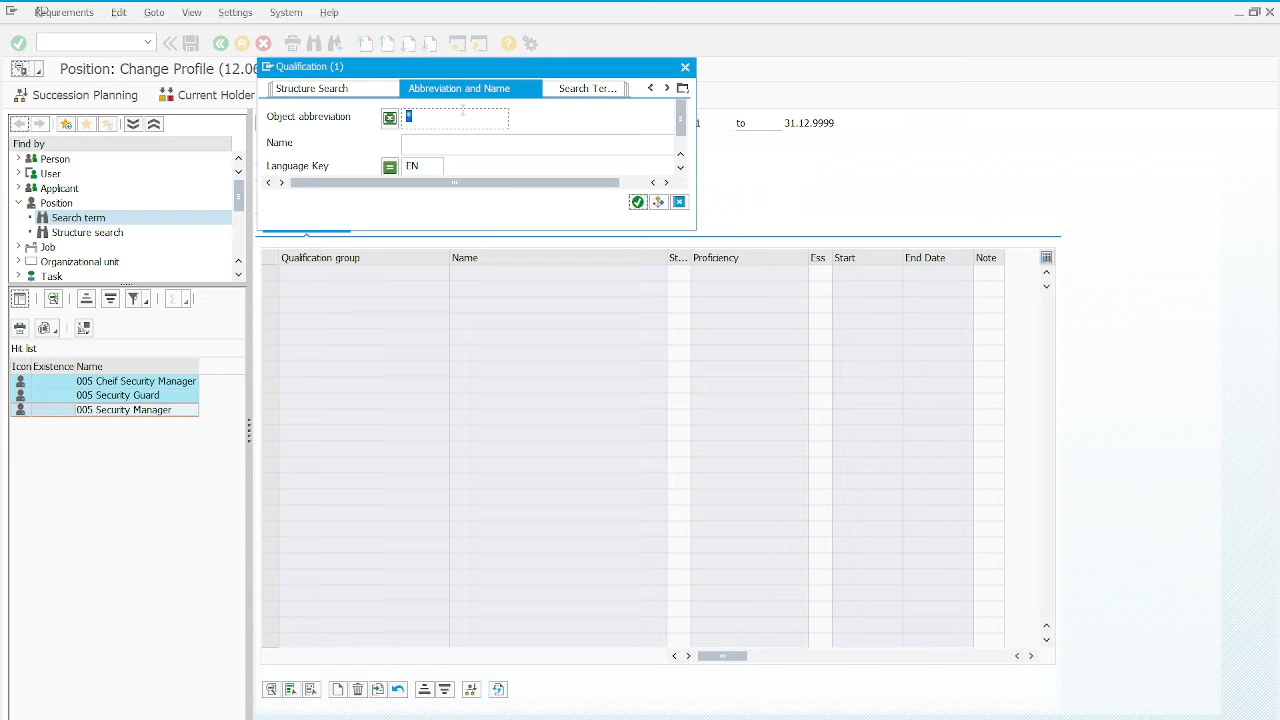 Requirements Edit Goto View Settings System Help
Position: Change Profile (12.06
Succession Planning Current Holder
Qualification (1)
Structure Search Abbreviation and Name Search Ter...
Object abbreviation *
Name
Language Key EN
1 to 31.12.9999
Find by
Person
User
Applicant
Position
Search term
Structure search
Job
Organizational unit
Task
Hit list
Icon Existence Name
005 Cheif Security Manager
005 Security Guard
005 Security Manager
Qualification group Name St... Proficiency Ess Start End Date Note